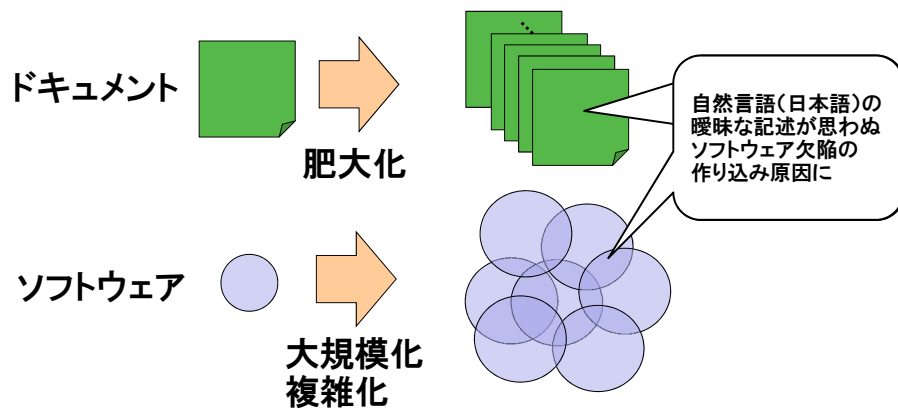 ドキュメント
肥大化
自然言語(日本語)の
曖昧な記述が思わぬ
ソフトウェア欠陥の
作り込み原因に
ソフトウェア
大規模化
複雑化